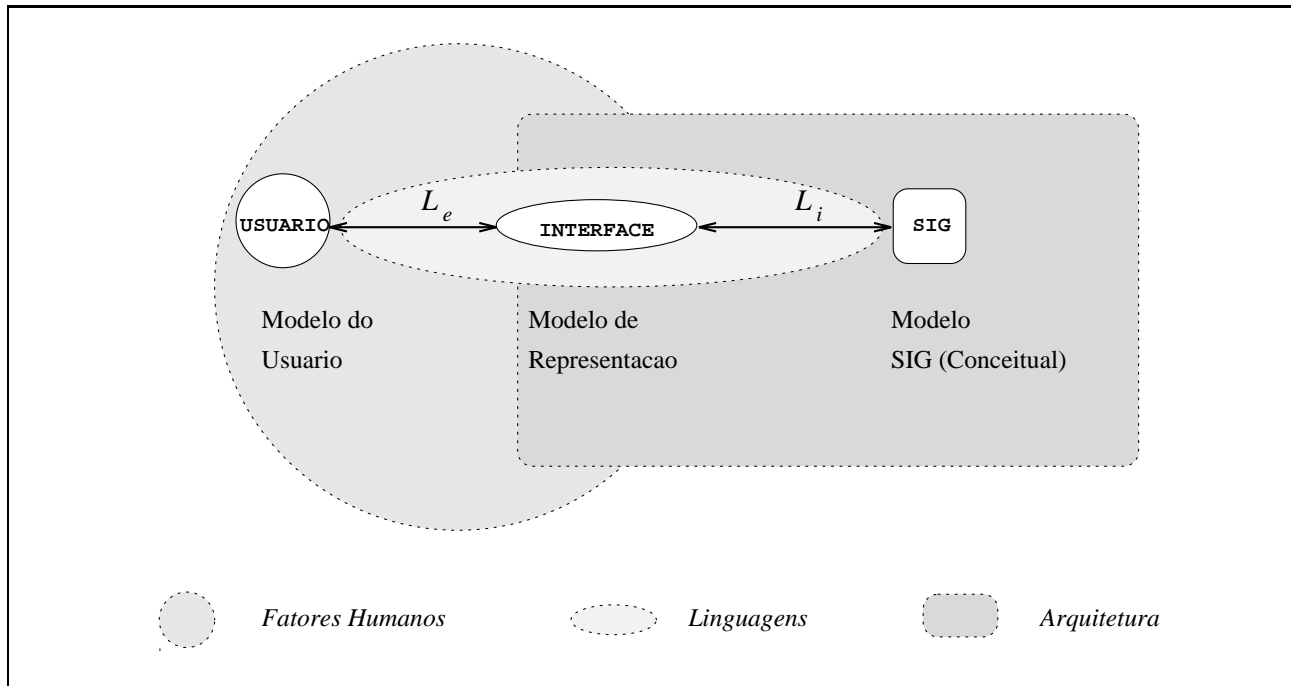 L e
L i
USUARIO
INTERFACE
SIG
Modelo do
Usuario
Modelo de
Representacao
Modelo
SIG (Conceitual)
Fatores Humanos
Linguagens
Arquitetura